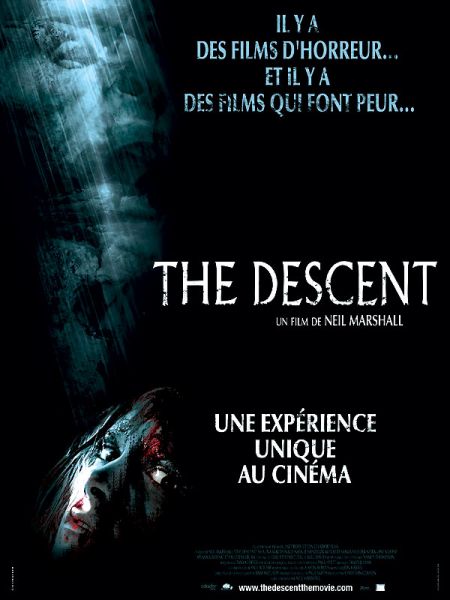 IL Y A
DES FILMS D'HORREUR...
ET IL Y A
DES FILMS QUI FONT PEUR...
THE DESCENT
UN FILM DE NEIL MARSHALL
UNE EXPÉRIENCE
UNIQUE
AU CINÉMA
www.thedescentthemovie.com